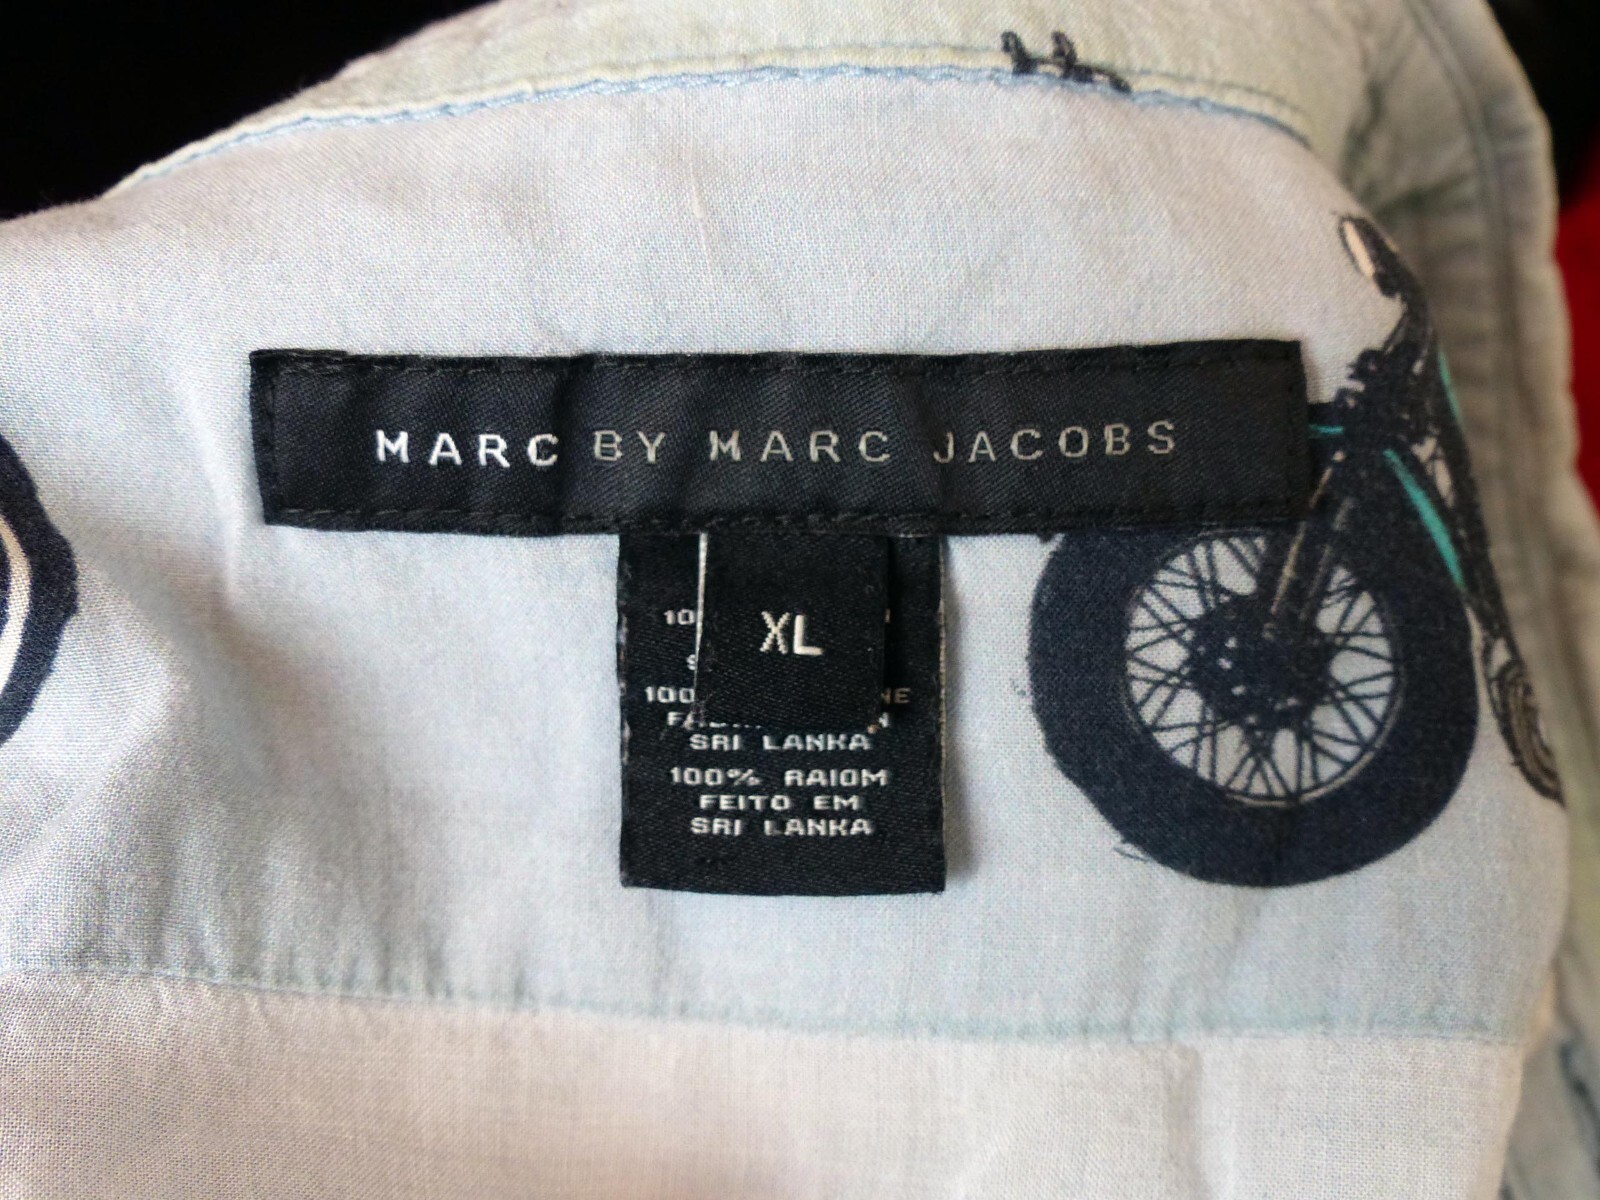 MARC BY MARC JACOBS
XL
SRI LANKA
100% RAIOM
FEITO EM
SRI LANKA